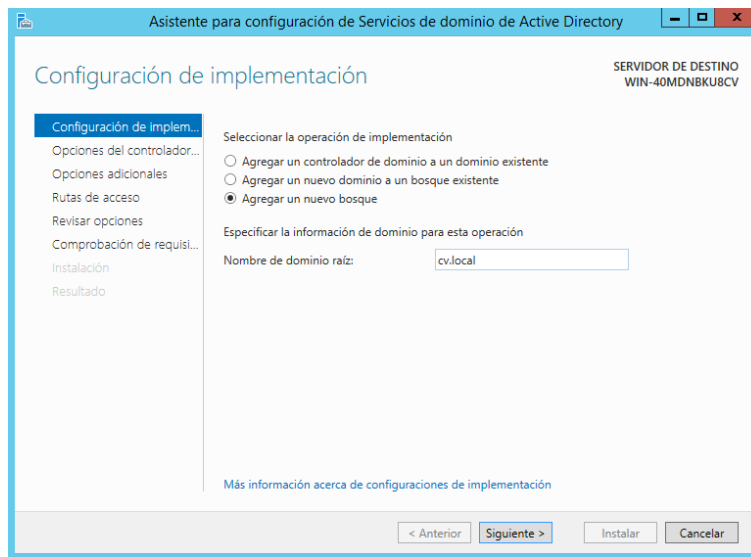 Asistente para configuración de Servicios de dominio de Active Directory
Configuración de implementación
SERVIDOR DE DESTINO
WIN-40MDNBKU8CV
Configuración de implem...
Opciones del controlador...
Opciones adicionales
Rutas de acceso
Revisar opciones
Comprobación de requisi...
Instalación
Resultado
Seleccionar la operación de implementación
Agregar un controlador de dominio a un dominio existente
Agregar un nuevo dominio a un bosque existente
Agregar un nuevo bosque
Especificar la información de dominio para esta operación
Nombre de dominio raíz: cv.local
Más información acerca de configuraciones de implementación
< Anterior Siguiente > Instalar Cancelar